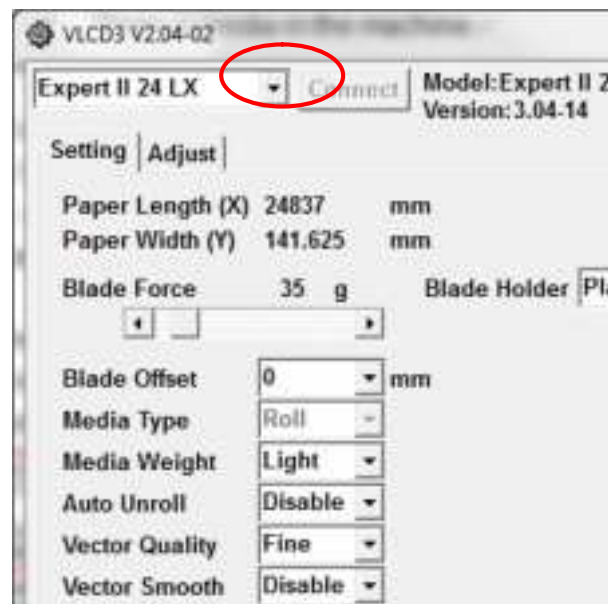 VLCD3 V2.04-02
Expert II 24 LX Connect Model:Expert II 2
Version:3.04-14
Setting Adjust
Paper Length (X) 24837 mm
Paper Width (Y) 141.625 mm
Blade Force 35 g Blade Holder Pla
Blade Offset 0 mm
Media Type Roll
Media Weight Light
Auto Unroll Disable
Vector Quality Fine
Vector Smooth Disable